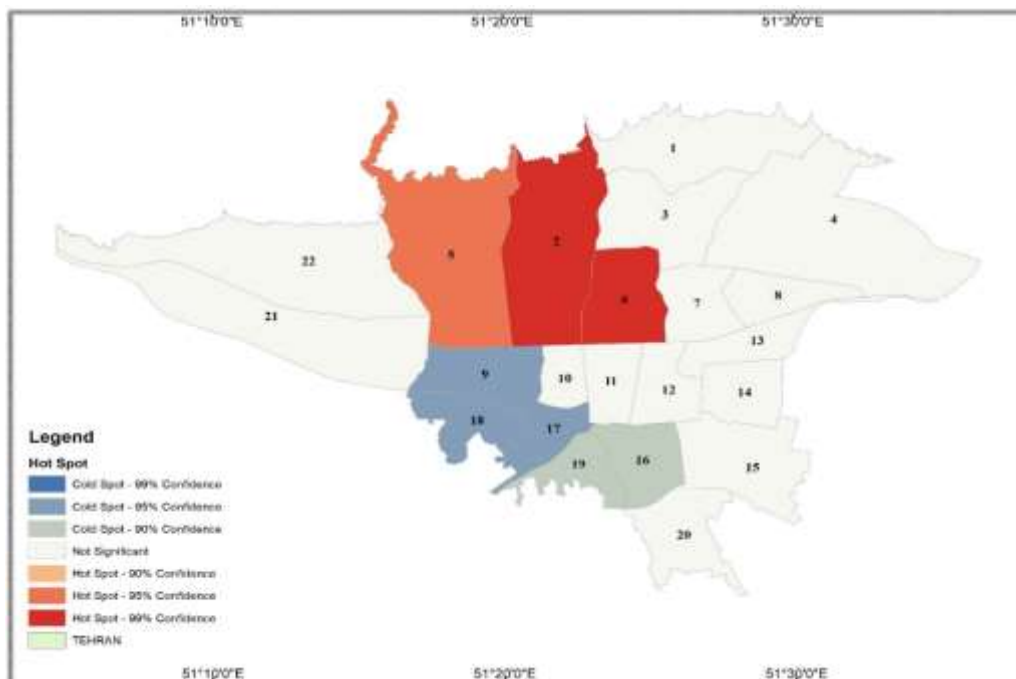 51°10'0"E 51°20'0"E 51°30'0"E
1
3
4
2
5
22
6
7
8
21
13
9
10
11
12
14
18
17
19
16
15
20
Legend
Hot Spot
Cold Spot - 99% Confidence
Cold Spot - 95% Confidence
Cold Spot - 90% Confidence
Not Significant
Hot Spot - 90% Confidence
Hot Spot - 95% Confidence
Hot Spot - 99% Confidence
TEHRAN
51°10'0"E 51°20'0"E 51°30'0"E